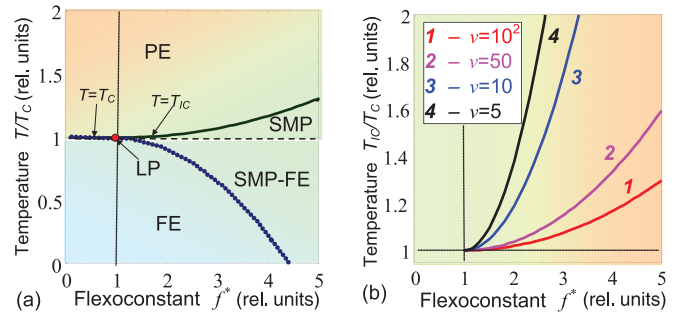 (a)
Temperature T/T_C (rel. units)
2
1.5
1
0.5
0
PE
T=T_C
T=T_IC
SMP
LP
SMP-FE
FE
0 1 2 3 4 5
Flexoconstant f* (rel. units)
(b)
Temperature T_IC/T_C (rel. units)
2
1.8
1.6
1.4
1.2
1
1 – v=10^2
2 – v=50
3 – v=10
4 – v=5
4
3
2
1
0 1 2 3 4 5
Flexoconstant f* (rel. units)